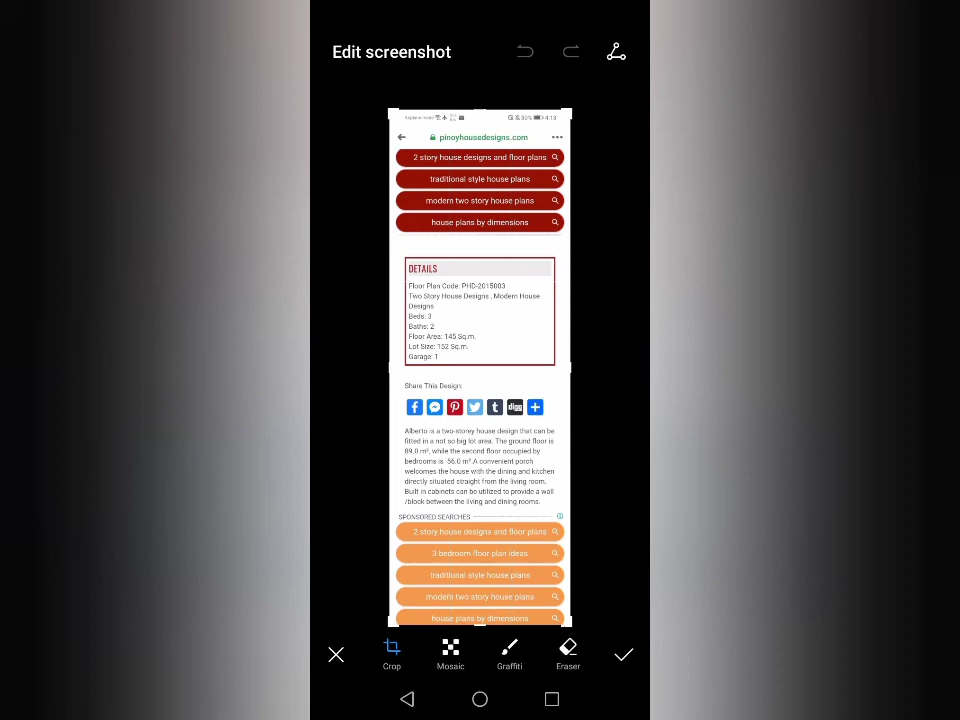 Edit screenshot
Airplane mode 80% 4:13
pinoyhousedesigns.com
2 story house designs and floor plans
traditional style house plans
modern two story house plans
house plans by dimensions
DETAILS
Floor Plan Code: PHD-2015003
Two Story House Designs , Modern House
Designs
Beds: 3
Baths: 2
Floor Area: 145 Sq.m.
Lot Size: 152 Sq.m.
Garage: 1
Share This Design:
digg
Alberto is a two-storey house design that can be
fitted in a not so big lot area. The ground floor is
89.0 m², while the second floor occupied by
bedrooms is 56.0 m².A convenient porch
welcomes the house with the dining and kitchen
directly situated straight from the living room.
Built in cabinets can be utilized to provide a wall
/block between the living and dining rooms.
SPONSORED SEARCHES
2 story house designs and floor plans
3 bedroom floor plan ideas
traditional style house plans
modern two story house plans
house plans by dimensions
Crop Mosaic Graffiti Eraser